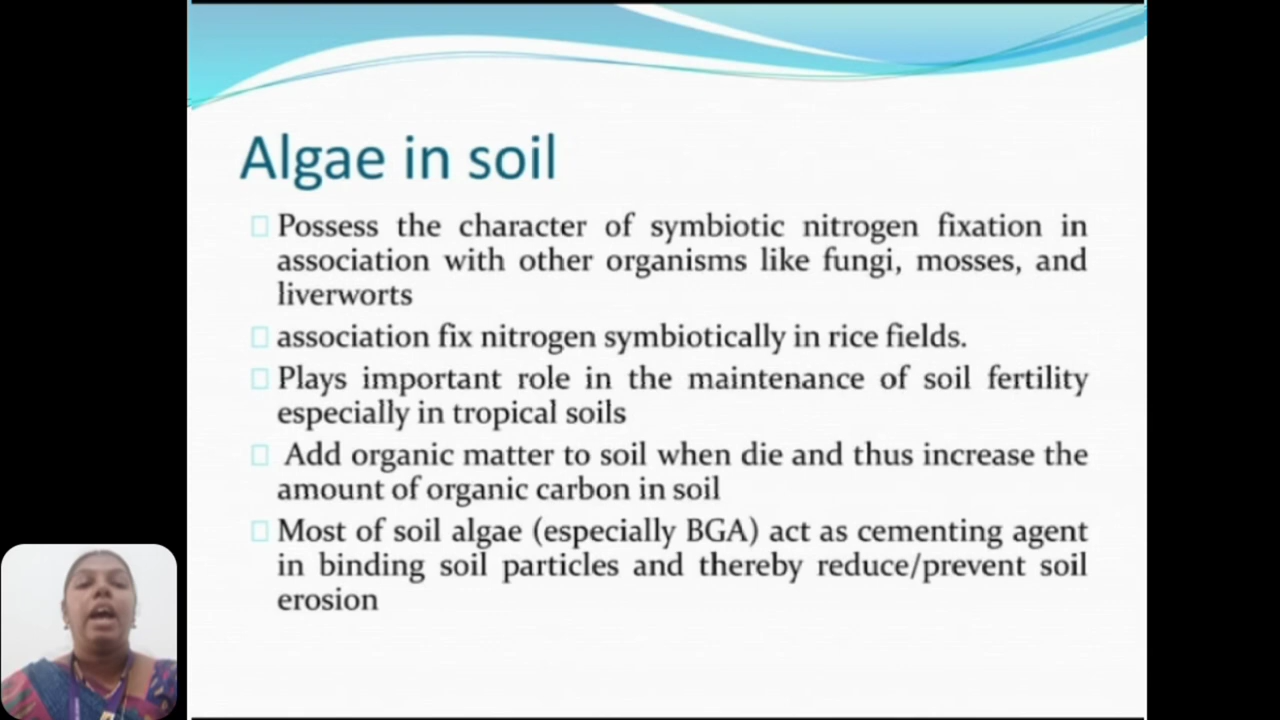 Algae in soil
Possess the character of symbiotic nitrogen fixation in
association with other organisms like fungi, mosses, and
liverworts
association fix nitrogen symbiotically in rice fields.
Plays important role in the maintenance of soil fertility
especially in tropical soils
Add organic matter to soil when die and thus increase the
amount of organic carbon in soil
Most of soil algae (especially BGA) act as cementing agent
in binding soil particles and thereby reduce/prevent soil
erosion